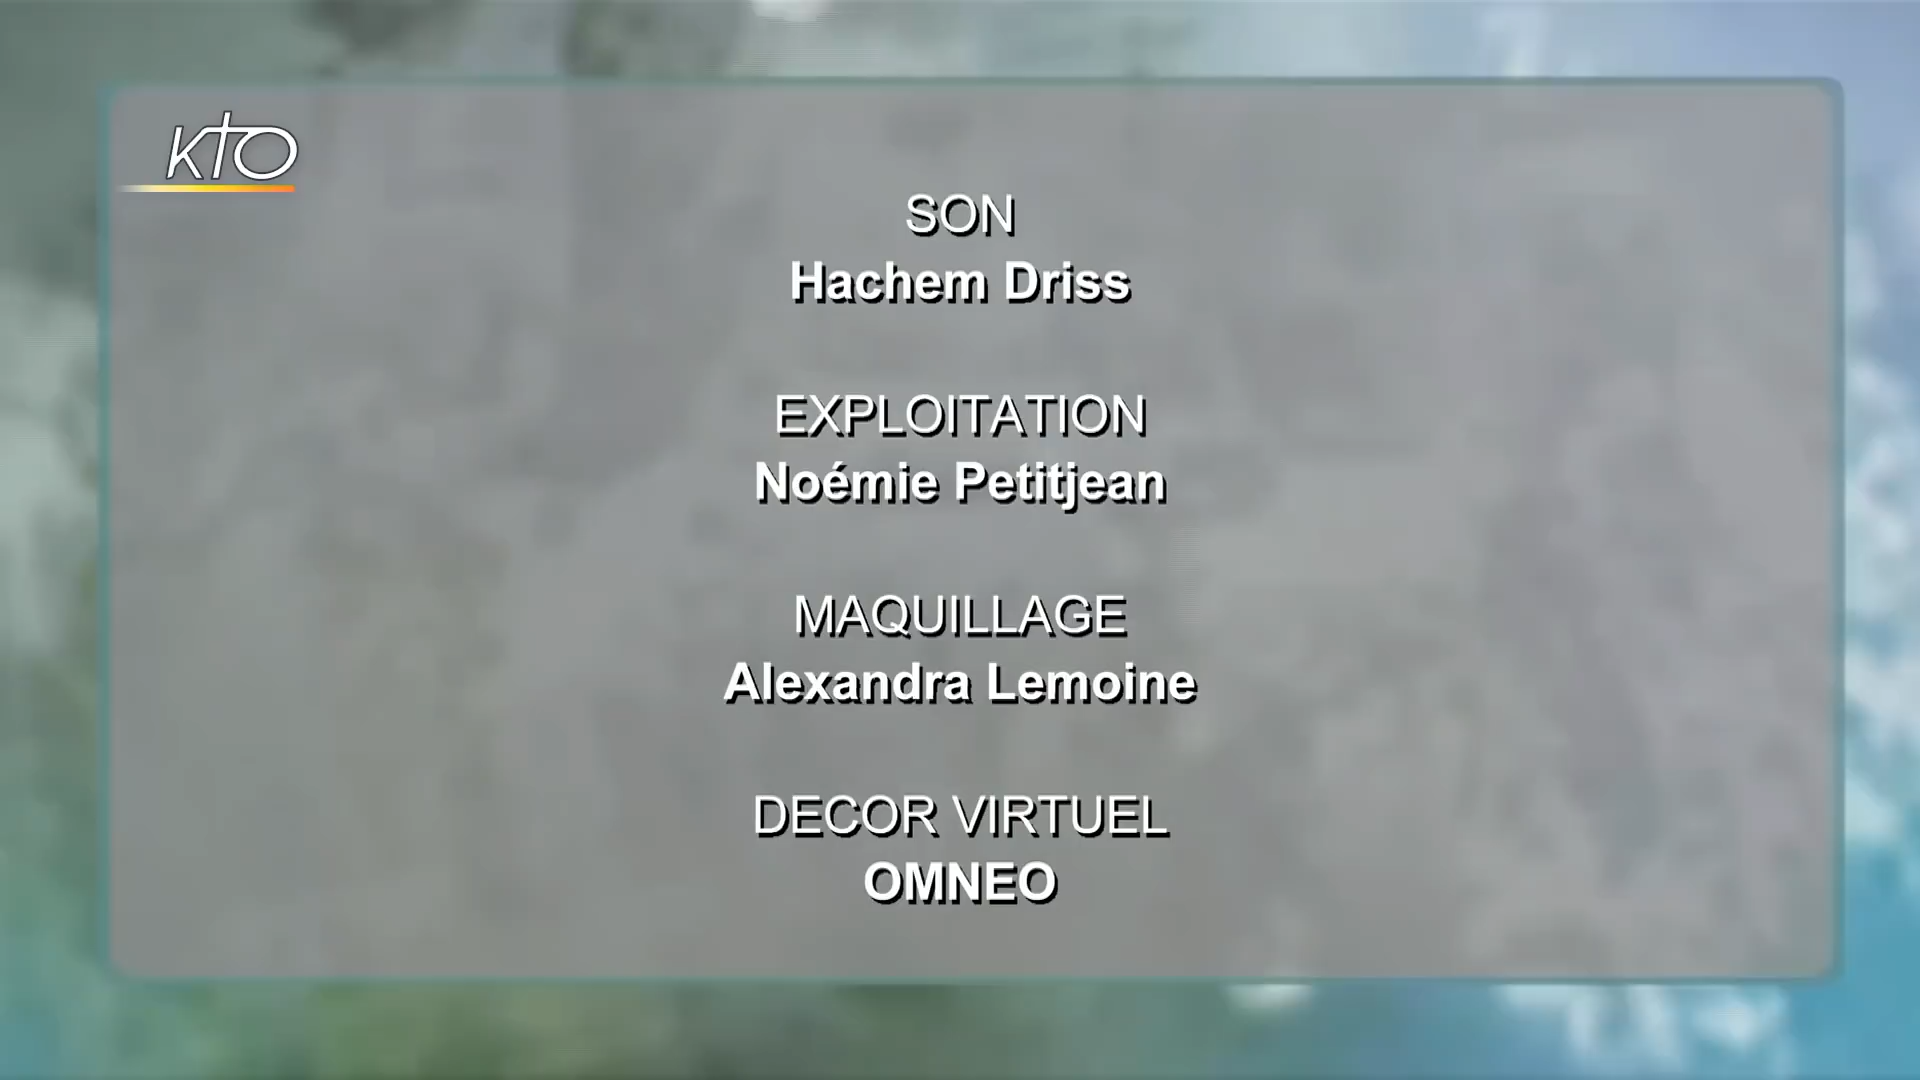 KTO
SON
Hachem Driss
EXPLOITATION
Noémie Petitjean
MAQUILLAGE
Alexandra Lemoine
DECOR VIRTUEL
OMNEO